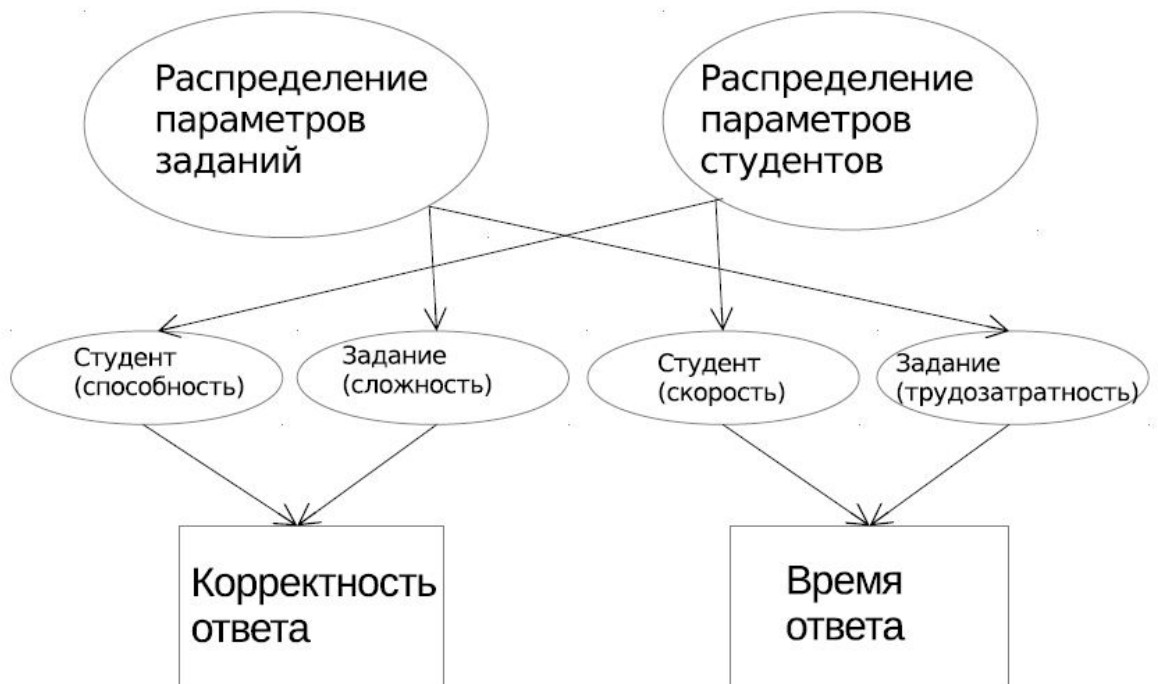 Распределение
параметров
заданий
Распределение
параметров
студентов
Студент
(способность)
Задание
(сложность)
Студент
(скорость)
Задание
(трудозатратность)
Корректность
ответа
Время
ответа